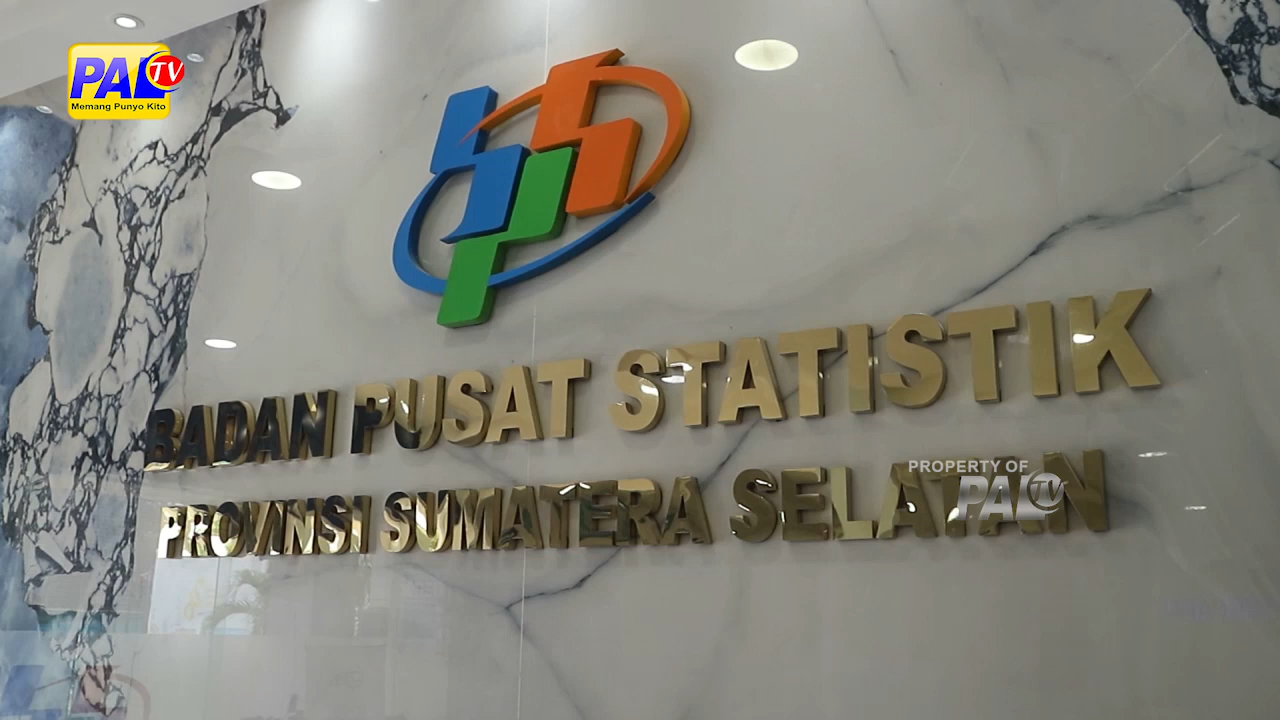 PAL TV
Memang Punyo Kito
BADAN PUSAT STATISTIK
PROVINSI SUMATERA SELATAN
PROPERTY OF
PAL TV